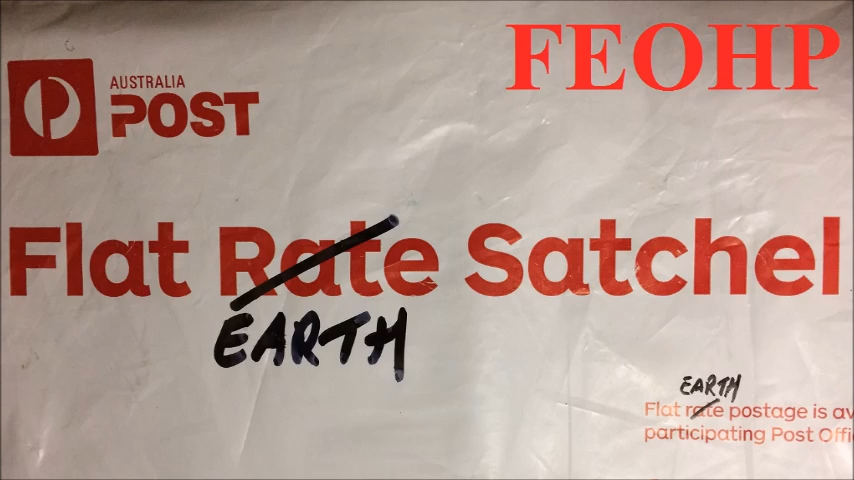 FEOHP
AUSTRALIA
POST
Flat Rate Satchel
EARTH
EARTH
Flat rate postage is av
participating Post Offi